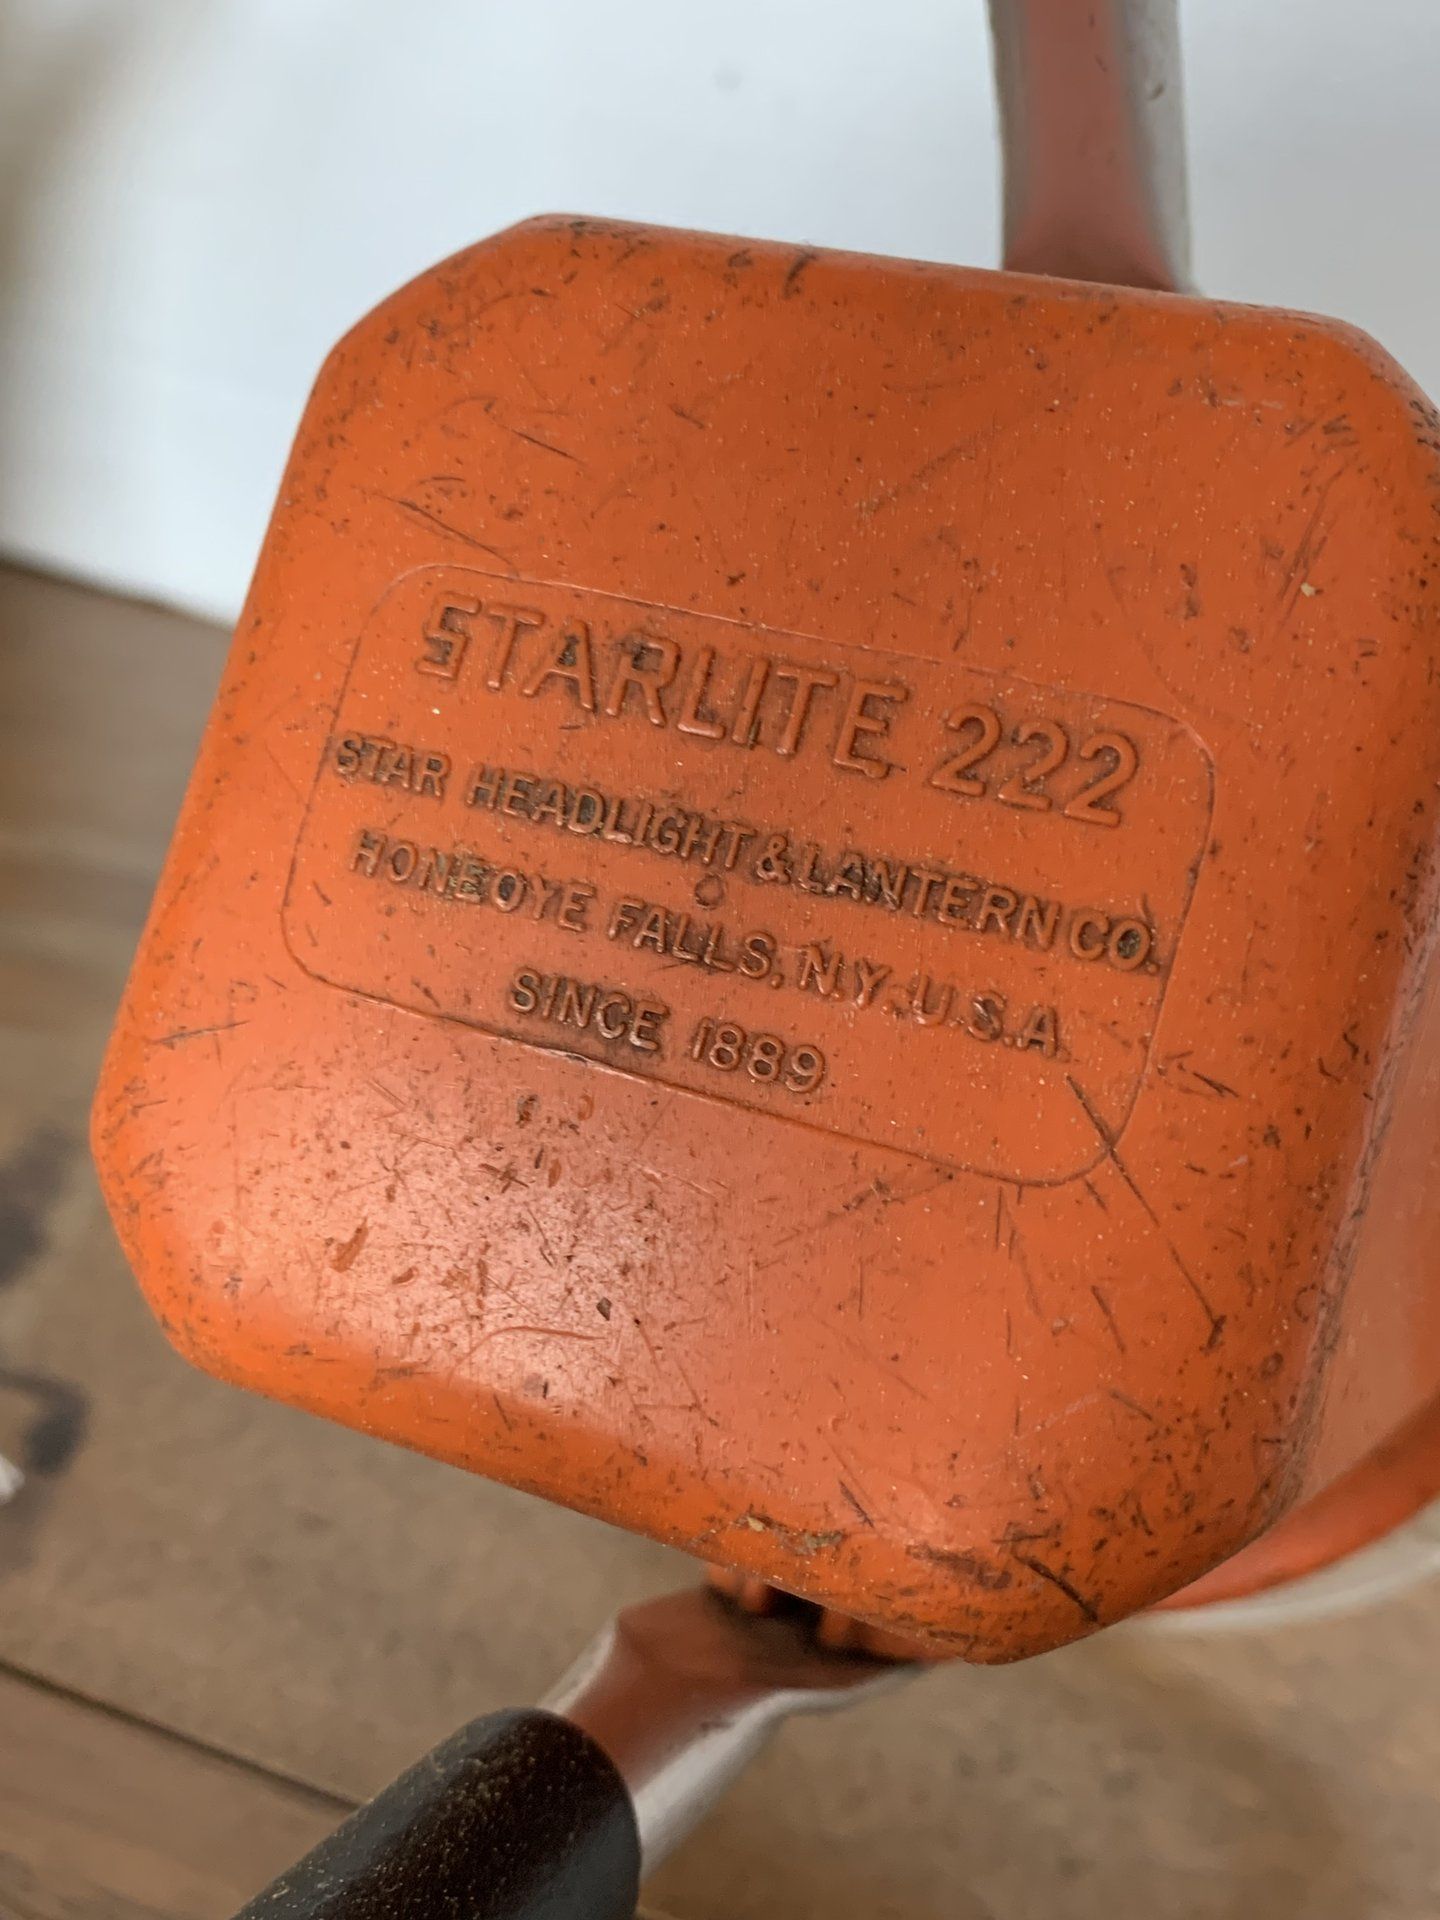 STARLITE 222
STAR HEADLIGHT & LANTERN CO.
HONEOYE FALLS, N.Y. U.S.A.
SINCE 1889